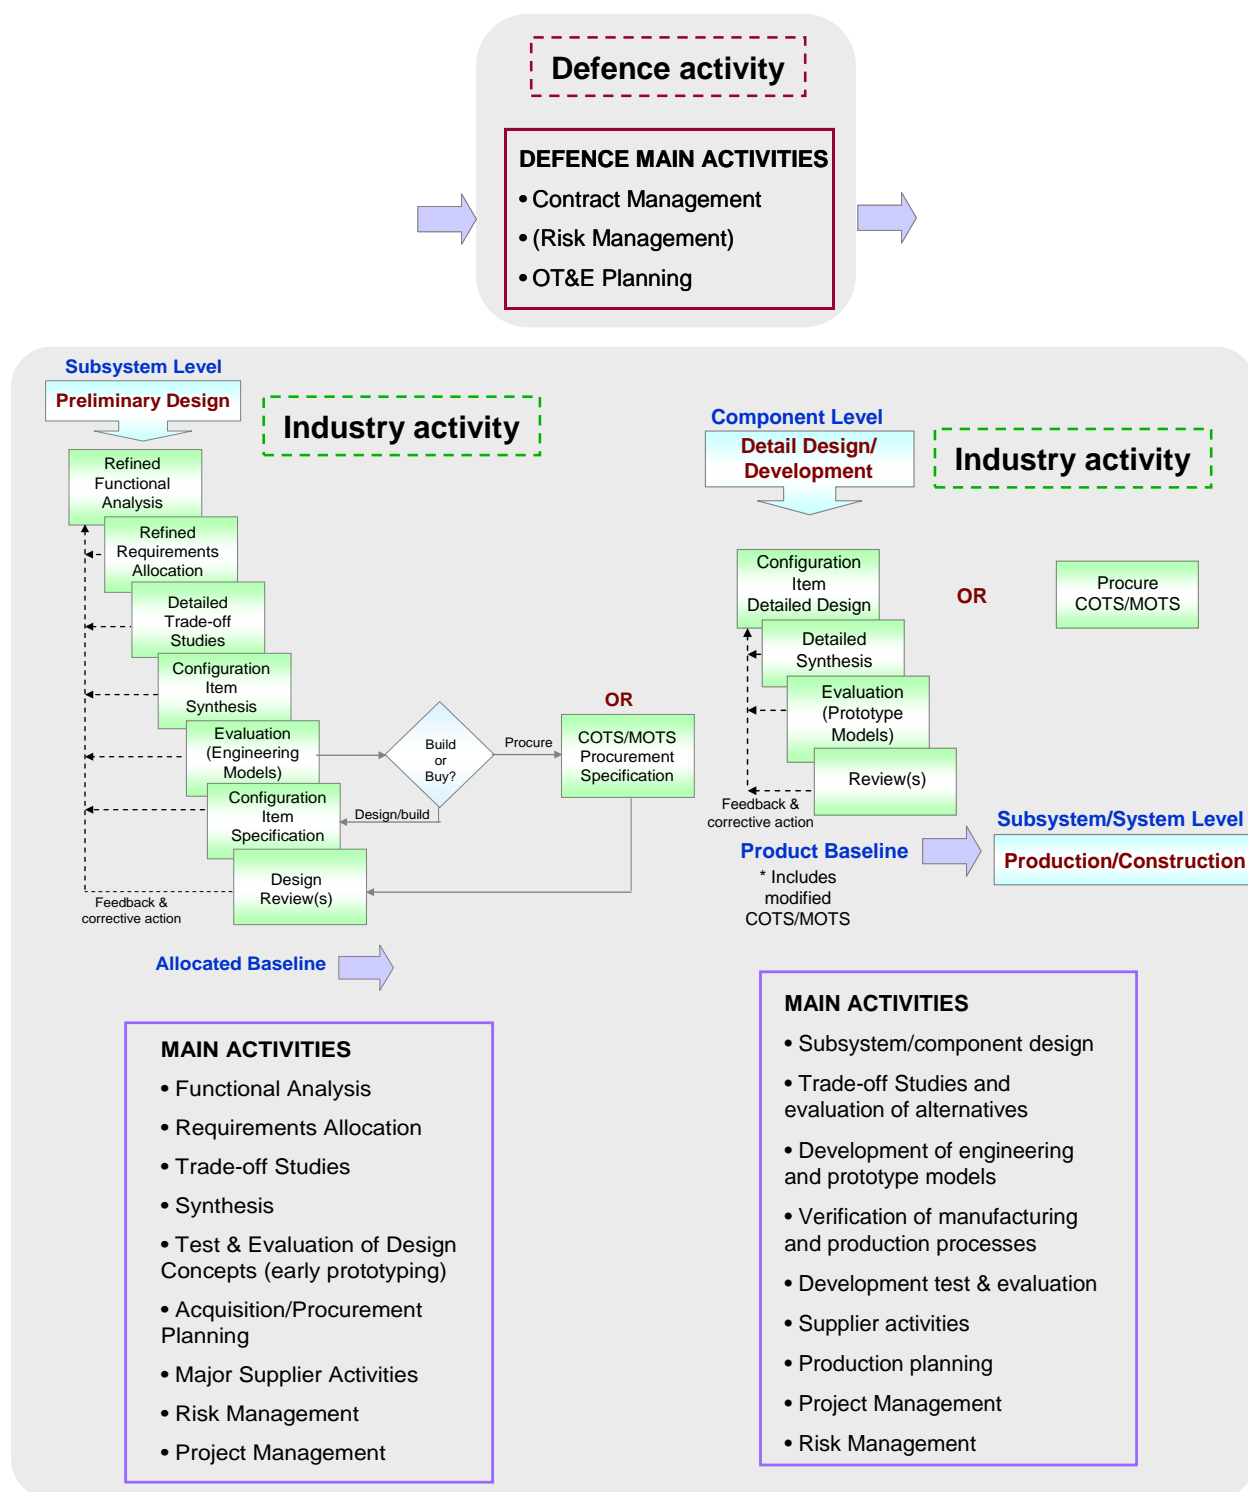 Defence activity
DEFENCE MAIN ACTIVITIES
• Contract Management
• (Risk Management)
• OT&E Planning
Subsystem Level
Preliminary Design
Industry activity
Refined
Functional
Analysis
Refined
Requirements
Allocation
Detailed
Trade-off
Studies
Configuration
Item
Synthesis
Evaluation
(Engineering
Models)
Build
or
Buy?
Procure
OR
COTS/MOTS
Procurement
Specification
Configuration
Item
Specification
Design/build
Design
Review(s)
Feedback &
corrective action
Allocated Baseline
Component Level
Detail Design/
Development
Industry activity
Configuration
Item
Detailed Design
OR
Procure
COTS/MOTS
Detailed
Synthesis
Evaluation
(Prototype
Models)
Review(s)
Feedback &
corrective action
Product Baseline
* Includes
modified
COTS/MOTS
Subsystem/System Level
Production/Construction
MAIN ACTIVITIES
• Functional Analysis
• Requirements Allocation
• Trade-off Studies
• Synthesis
• Test & Evaluation of Design
Concepts (early prototyping)
• Acquisition/Procurement
Planning
• Major Supplier Activities
• Risk Management
• Project Management
MAIN ACTIVITIES
• Subsystem/component design
• Trade-off Studies and
evaluation of alternatives
• Development of engineering
and prototype models
• Verification of manufacturing
and production processes
• Development test & evaluation
• Supplier activities
• Production planning
• Project Management
• Risk Management